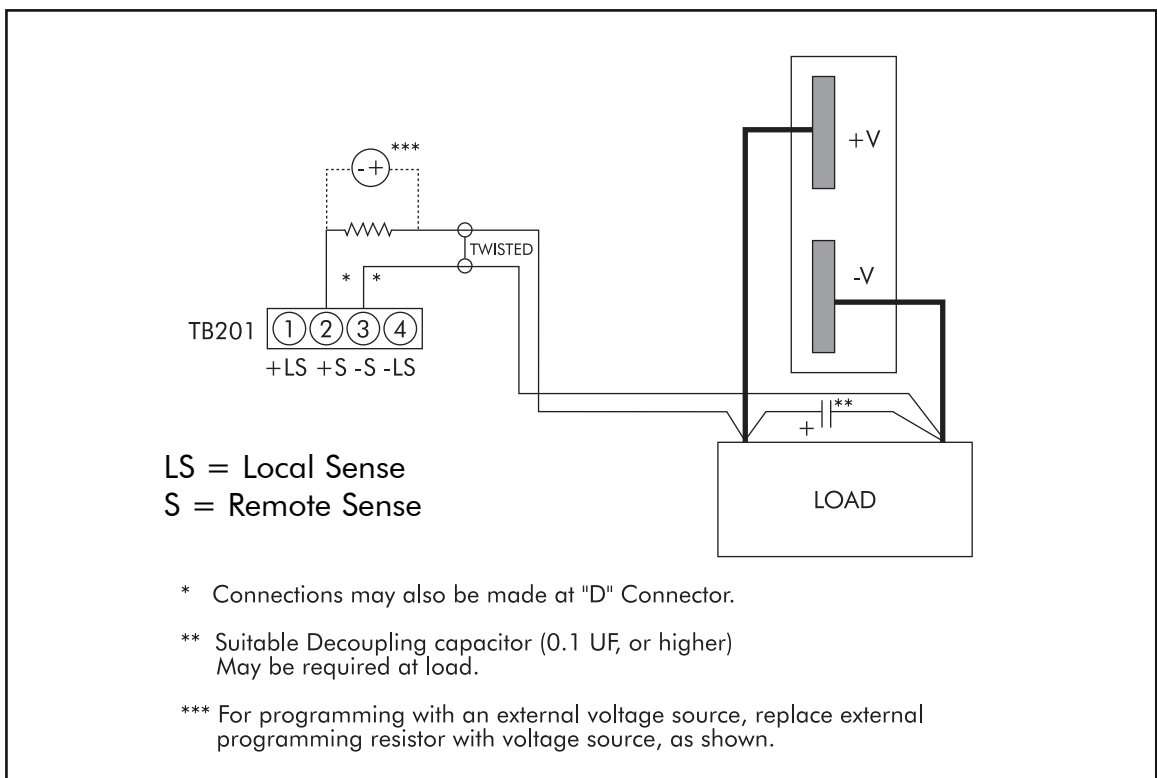 - + ***
+V
TWISTED
-V
* *
TB201 1 2 3 4
+LS +S -S -LS
+ **
LS = Local Sense
S = Remote Sense
LOAD
* Connections may also be made at "D" Connector.
** Suitable Decoupling capacitor (0.1 UF, or higher)
May be required at load.
*** For programming with an external voltage source, replace external
programming resistor with voltage source, as shown.